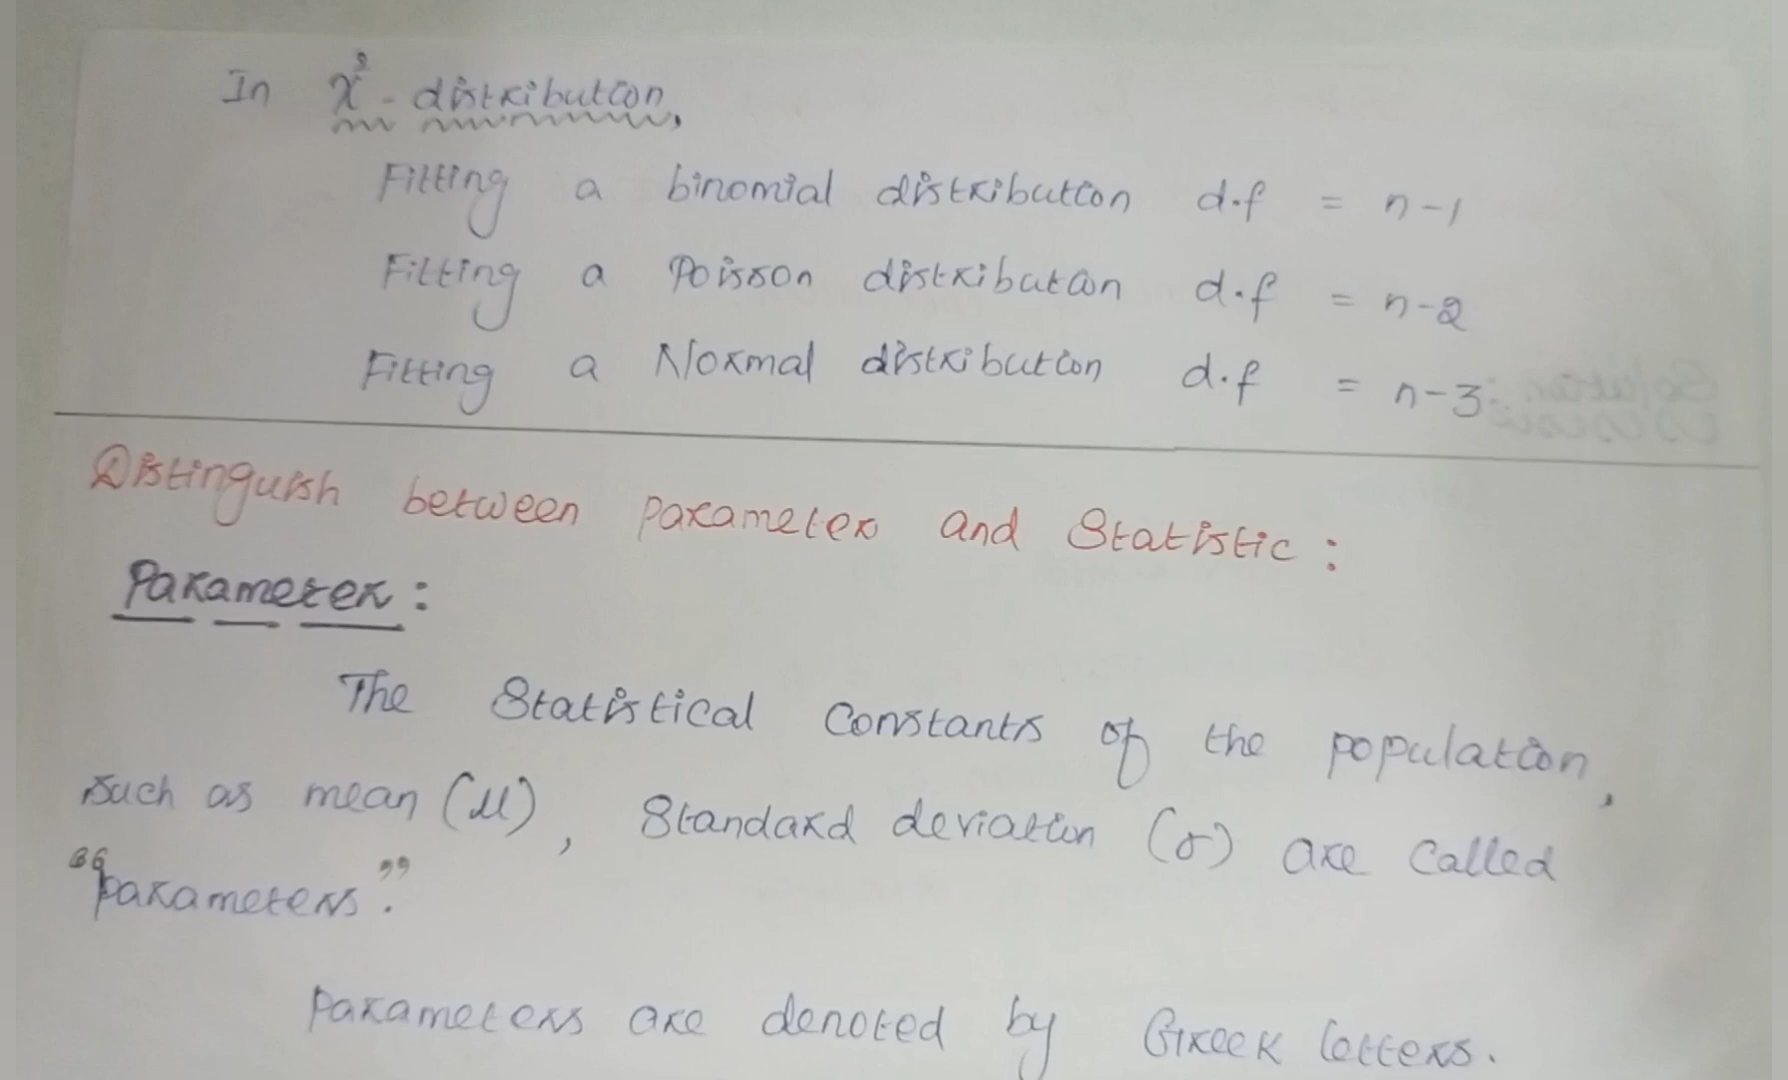 In χ² - distribution,
Fitting a binomial distribution d.f = n-1
Fitting a Poisson distribution d.f = n-2
Fitting a Normal distribution d.f = n-3
Distinguish between parameter and Statistic :
Parameter :
The Statistical Constants of the population,
such as mean (μ), Standard deviation (σ) are called
"parameters".
Parameters are denoted by Greek letters.